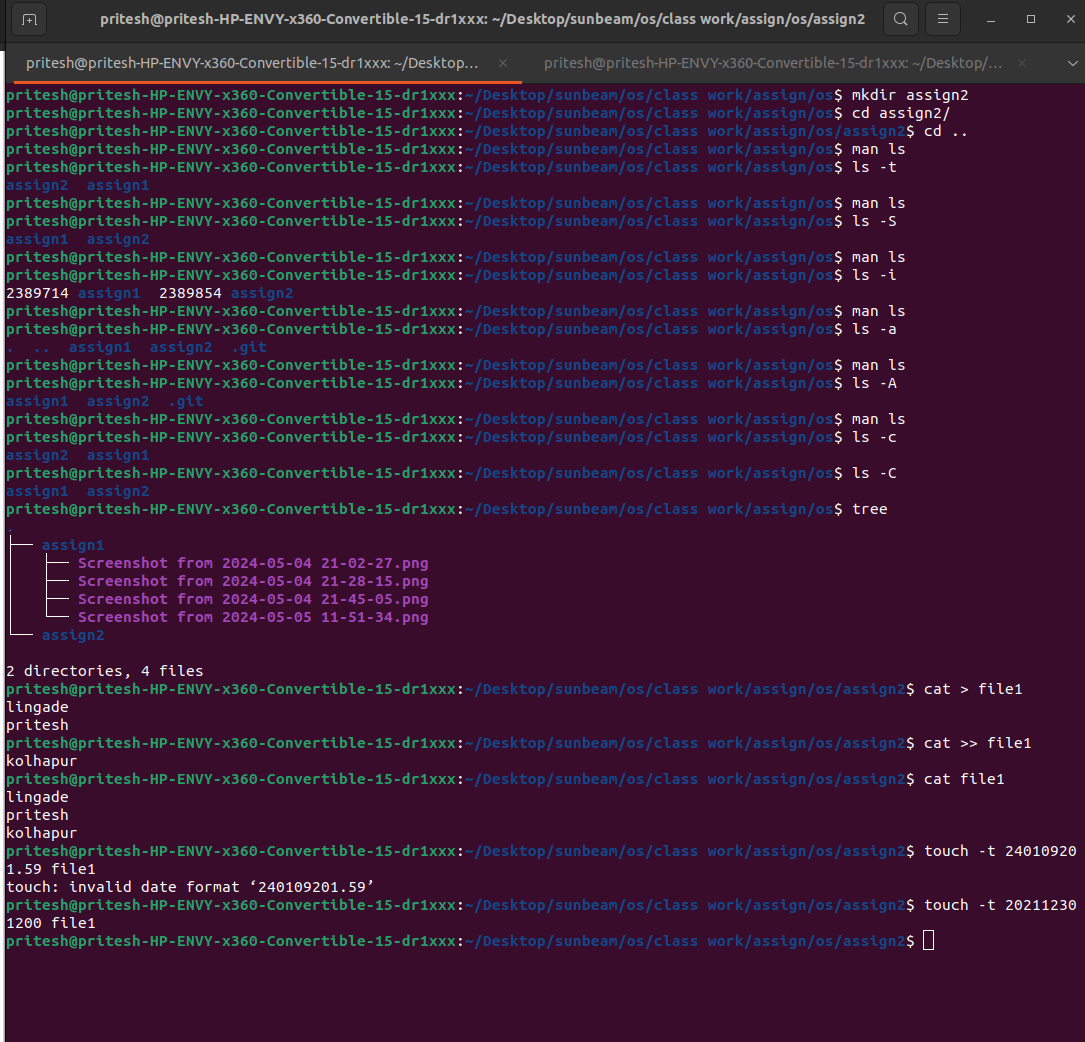 pritesh@pritesh-HP-ENVY-x360-Convertible-15-dr1xxx: ~/Desktop/sunbeam/os/class work/assign/os/assign2
pritesh@pritesh-HP-ENVY-x360-Convertible-15-dr1xxx: ~/Desktop... × pritesh@pritesh-HP-ENVY-x360-Convertible-15-dr1xxx: ~/Desktop/... ×
pritesh@pritesh-HP-ENVY-x360-Convertible-15-dr1xxx:~/Desktop/sunbeam/os/class work/assign/os$ mkdir assign2
pritesh@pritesh-HP-ENVY-x360-Convertible-15-dr1xxx:~/Desktop/sunbeam/os/class work/assign/os$ cd assign2/
pritesh@pritesh-HP-ENVY-x360-Convertible-15-dr1xxx:~/Desktop/sunbeam/os/class work/assign/os/assign2$ cd ..
pritesh@pritesh-HP-ENVY-x360-Convertible-15-dr1xxx:~/Desktop/sunbeam/os/class work/assign/os$ man ls
pritesh@pritesh-HP-ENVY-x360-Convertible-15-dr1xxx:~/Desktop/sunbeam/os/class work/assign/os$ ls -t
assign2  assign1
pritesh@pritesh-HP-ENVY-x360-Convertible-15-dr1xxx:~/Desktop/sunbeam/os/class work/assign/os$ man ls
pritesh@pritesh-HP-ENVY-x360-Convertible-15-dr1xxx:~/Desktop/sunbeam/os/class work/assign/os$ ls -S
assign1  assign2
pritesh@pritesh-HP-ENVY-x360-Convertible-15-dr1xxx:~/Desktop/sunbeam/os/class work/assign/os$ man ls
pritesh@pritesh-HP-ENVY-x360-Convertible-15-dr1xxx:~/Desktop/sunbeam/os/class work/assign/os$ ls -i
2389714 assign1  2389854 assign2
pritesh@pritesh-HP-ENVY-x360-Convertible-15-dr1xxx:~/Desktop/sunbeam/os/class work/assign/os$ man ls
pritesh@pritesh-HP-ENVY-x360-Convertible-15-dr1xxx:~/Desktop/sunbeam/os/class work/assign/os$ ls -a
.  ..  assign1  assign2  .git
pritesh@pritesh-HP-ENVY-x360-Convertible-15-dr1xxx:~/Desktop/sunbeam/os/class work/assign/os$ man ls
pritesh@pritesh-HP-ENVY-x360-Convertible-15-dr1xxx:~/Desktop/sunbeam/os/class work/assign/os$ ls -A
assign1  assign2  .git
pritesh@pritesh-HP-ENVY-x360-Convertible-15-dr1xxx:~/Desktop/sunbeam/os/class work/assign/os$ man ls
pritesh@pritesh-HP-ENVY-x360-Convertible-15-dr1xxx:~/Desktop/sunbeam/os/class work/assign/os$ ls -c
assign2  assign1
pritesh@pritesh-HP-ENVY-x360-Convertible-15-dr1xxx:~/Desktop/sunbeam/os/class work/assign/os$ ls -C
assign1  assign2
pritesh@pritesh-HP-ENVY-x360-Convertible-15-dr1xxx:~/Desktop/sunbeam/os/class work/assign/os$ tree
.
├── assign1
│   ├── Screenshot from 2024-05-04 21-02-27.png
│   ├── Screenshot from 2024-05-04 21-28-15.png
│   ├── Screenshot from 2024-05-04 21-45-05.png
│   └── Screenshot from 2024-05-05 11-51-34.png
└── assign2
2 directories, 4 files
pritesh@pritesh-HP-ENVY-x360-Convertible-15-dr1xxx:~/Desktop/sunbeam/os/class work/assign/os/assign2$ cat > file1
lingade
pritesh
pritesh@pritesh-HP-ENVY-x360-Convertible-15-dr1xxx:~/Desktop/sunbeam/os/class work/assign/os/assign2$ cat >> file1
kolhapur
pritesh@pritesh-HP-ENVY-x360-Convertible-15-dr1xxx:~/Desktop/sunbeam/os/class work/assign/os/assign2$ cat file1
lingade
pritesh
kolhapur
pritesh@pritesh-HP-ENVY-x360-Convertible-15-dr1xxx:~/Desktop/sunbeam/os/class work/assign/os/assign2$ touch -t 24010920
1.59 file1
touch: invalid date format ‘240109201.59’
pritesh@pritesh-HP-ENVY-x360-Convertible-15-dr1xxx:~/Desktop/sunbeam/os/class work/assign/os/assign2$ touch -t 20211230
1200 file1
pritesh@pritesh-HP-ENVY-x360-Convertible-15-dr1xxx:~/Desktop/sunbeam/os/class work/assign/os/assign2$